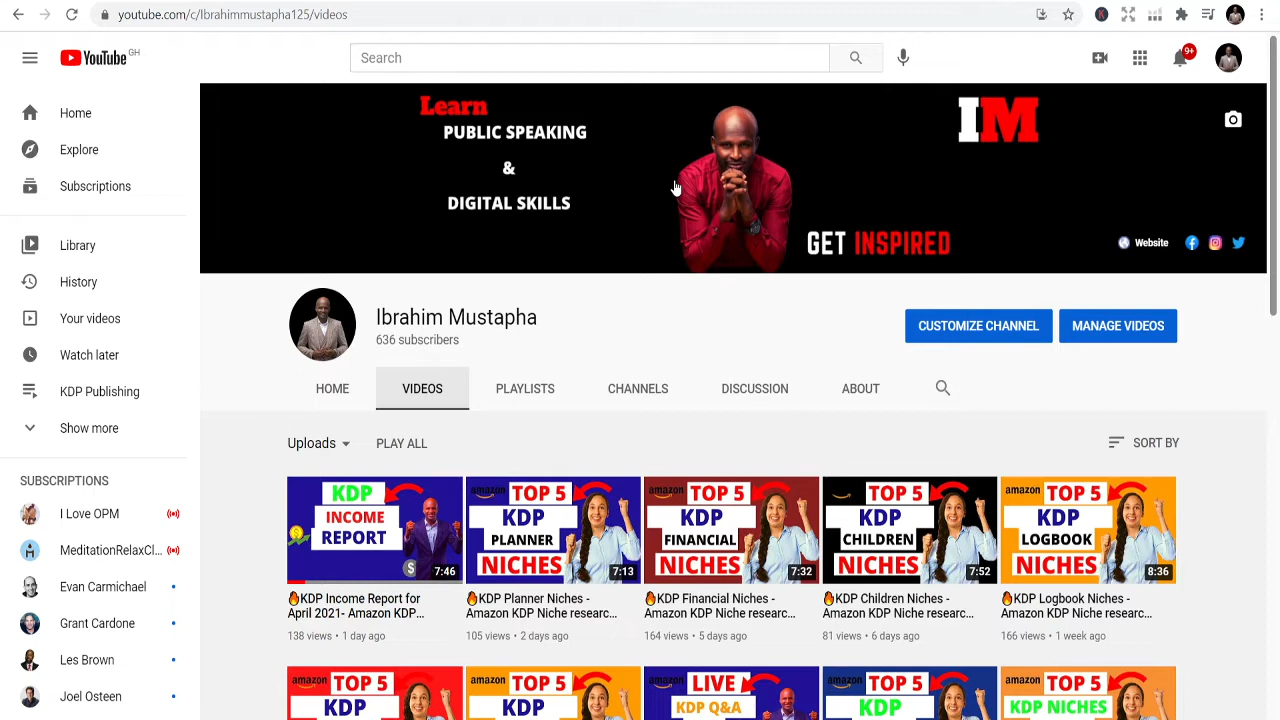 youtube.com/c/Ibrahimmustapha125/videos
YouTube GH
Search
9+
Home
Explore
Subscriptions
Library
History
Your videos
Watch later
KDP Publishing
Show more
SUBSCRIPTIONS
I Love OPM
MeditationRelaxCl...
Evan Carmichael
Grant Cardone
Les Brown
Joel Osteen
Learn
PUBLIC SPEAKING
&
DIGITAL SKILLS
IM
GET INSPIRED
Website
Ibrahim Mustapha
636 subscribers
CUSTOMIZE CHANNEL
MANAGE VIDEOS
HOME
VIDEOS
PLAYLISTS
CHANNELS
DISCUSSION
ABOUT
Uploads
PLAY ALL
SORT BY
KDP
INCOME
REPORT
$
7:46
🔥KDP Income Report for
April 2021- Amazon KDP...
138 views • 1 day ago
amazon TOP 5
KDP
PLANNER
NICHES
7:13
🔥KDP Planner Niches -
Amazon KDP Niche researc...
105 views • 2 days ago
amazon TOP 5
KDP
FINANCIAL
NICHES
7:32
🔥KDP Financial Niches -
Amazon KDP Niche researc...
164 views • 5 days ago
TOP 5
KDP
CHILDREN
NICHES
7:52
🔥KDP Children Niches -
Amazon KDP Niche researc...
81 views • 6 days ago
amazon TOP 5
KDP
LOGBOOK
NICHES
8:36
🔥KDP Logbook Niches -
Amazon KDP Niche researc...
166 views • 1 week ago
amazon TOP 5
KDP
amazon TOP 5
KDP
amazon LIVE
KDP Q&A
amazon TOP 5
KDP
amazon TOP 5
KDP NICHES